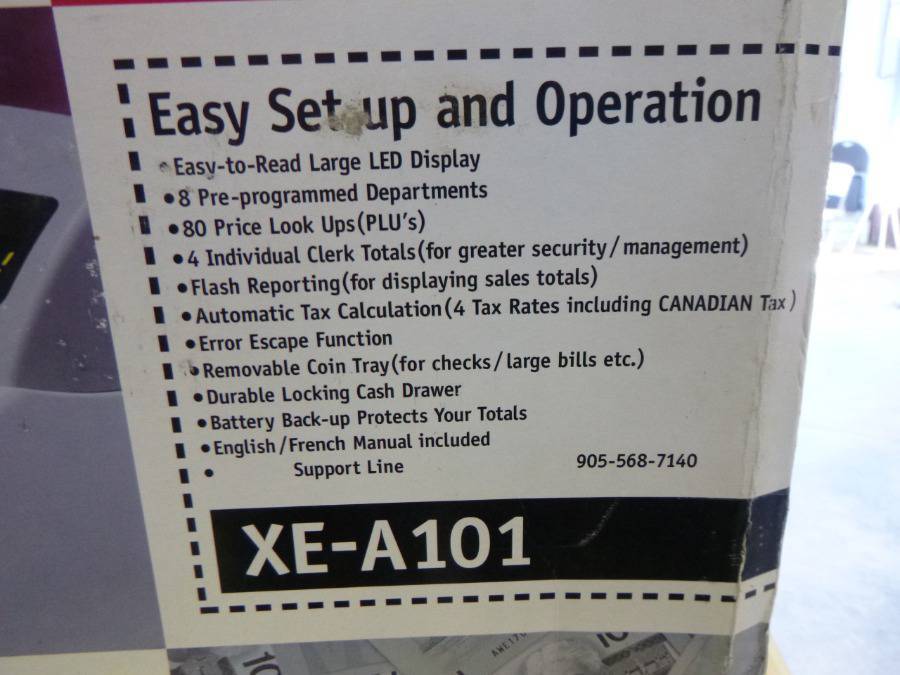 Easy Set up and Operation
•Easy-to-Read Large LED Display
•8 Pre-programmed Departments
•80 Price Look Ups(PLU's)
•4 Individual Clerk Totals(for greater security/management)
•Flash Reporting(for displaying sales totals)
•Automatic Tax Calculation(4 Tax Rates including CANADIAN Tax)
•Error Escape Function
•Removable Coin Tray(for checks/large bills etc.)
•Durable Locking Cash Drawer
•Battery Back-up Protects Your Totals
•English/French Manual included
• Support Line 905-568-7140
XE-A101
10
10